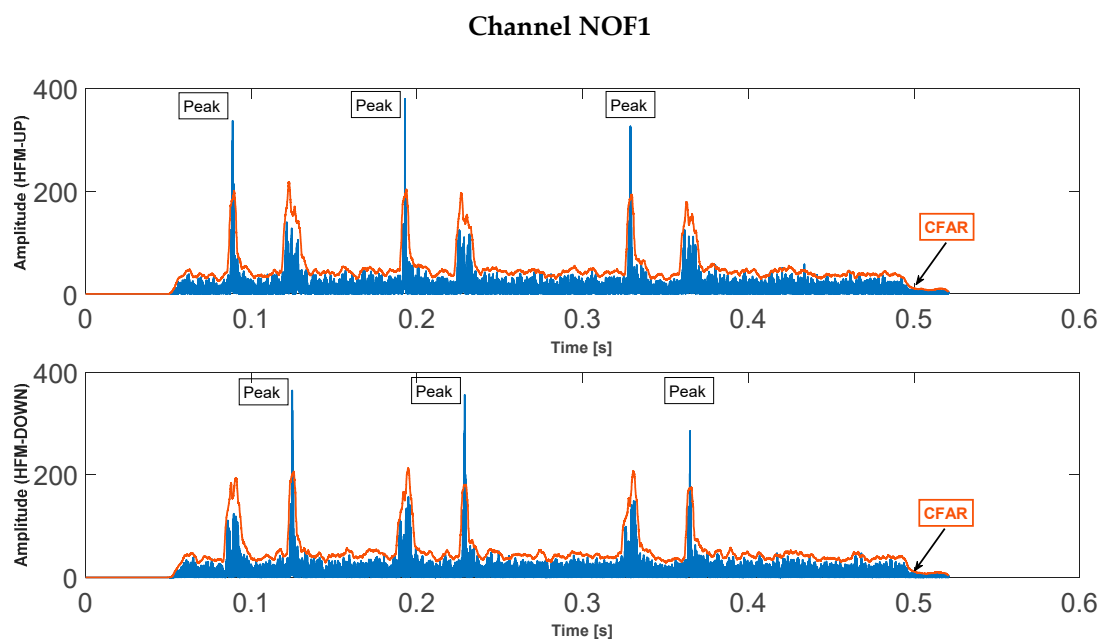 Channel NOF1
Amplitude (HFM-UP)
400
200
0
Peak
Peak
Peak
CFAR
0
0.1
0.2
0.3
0.4
0.5
0.6
Time [s]
Amplitude (HFM-DOWN)
400
200
0
Peak
Peak
Peak
CFAR
0
0.1
0.2
0.3
0.4
0.5
0.6
Time [s]